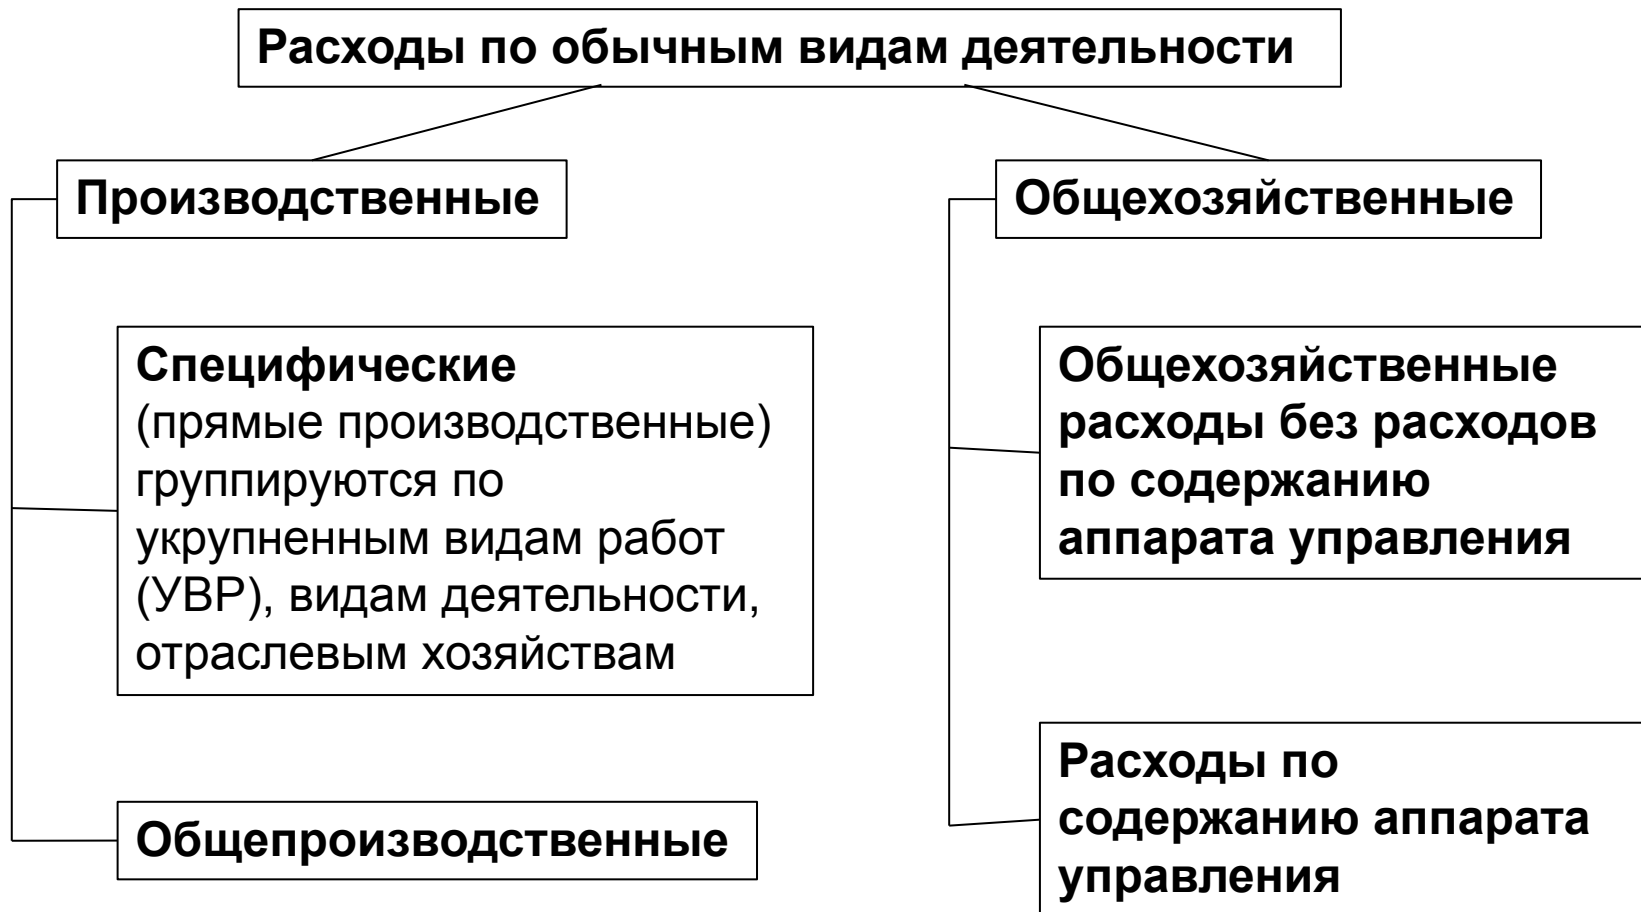 Расходы по обычным видам деятельности
Производственные
Общехозяйственные
Специфические
(прямые производственные)
группируются по
укрупненным видам работ
(УВР), видам деятельности,
отраслевым хозяйствам
Общехозяйственные
расходы без расходов
по содержанию
аппарата управления
Общепроизводственные
Расходы по
содержанию аппарата
управления